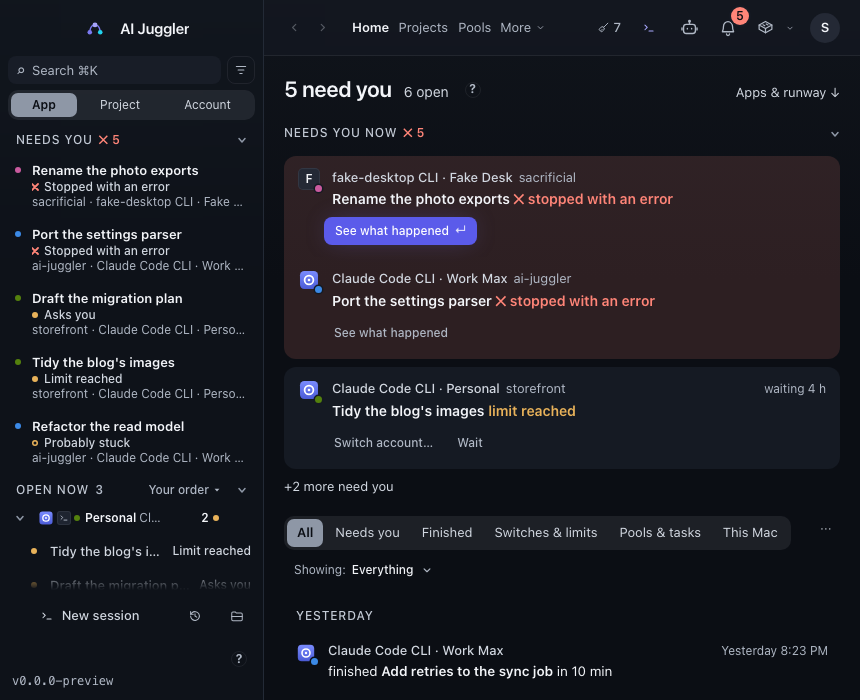 AI Juggler
Search ⌘K
App Project Account
NEEDS YOU 5
Rename the photo exports
Stopped with an error
sacrificial · fake-desktop CLI · Fake ...
Port the settings parser
Stopped with an error
ai-juggler · Claude Code CLI · Work ...
Draft the migration plan
Asks you
storefront · Claude Code CLI · Perso...
Tidy the blog's images
Limit reached
storefront · Claude Code CLI · Perso...
Refactor the read model
Probably stuck
ai-juggler · Claude Code CLI · Work ...
OPEN NOW 3 Your order
Personal Cl... 2
Tidy the blog's i... Limit reached
Draft the migration p... Asks you
New session
?
v0.0.0-preview
Home Projects Pools More 7 5 S
5 need you 6 open ? Apps & runway ↓
NEEDS YOU NOW 5
F
fake-desktop CLI · Fake Desk sacrificial
Rename the photo exports stopped with an error
See what happened ↵
Claude Code CLI · Work Max ai-juggler
Port the settings parser stopped with an error
See what happened
Claude Code CLI · Personal storefront waiting 4 h
Tidy the blog's images limit reached
Switch account... Wait
+2 more need you
All Needs you Finished Switches & limits Pools & tasks This Mac ...
Showing: Everything
YESTERDAY
Claude Code CLI · Work Max Yesterday 8:23 PM
finished Add retries to the sync job in 10 min